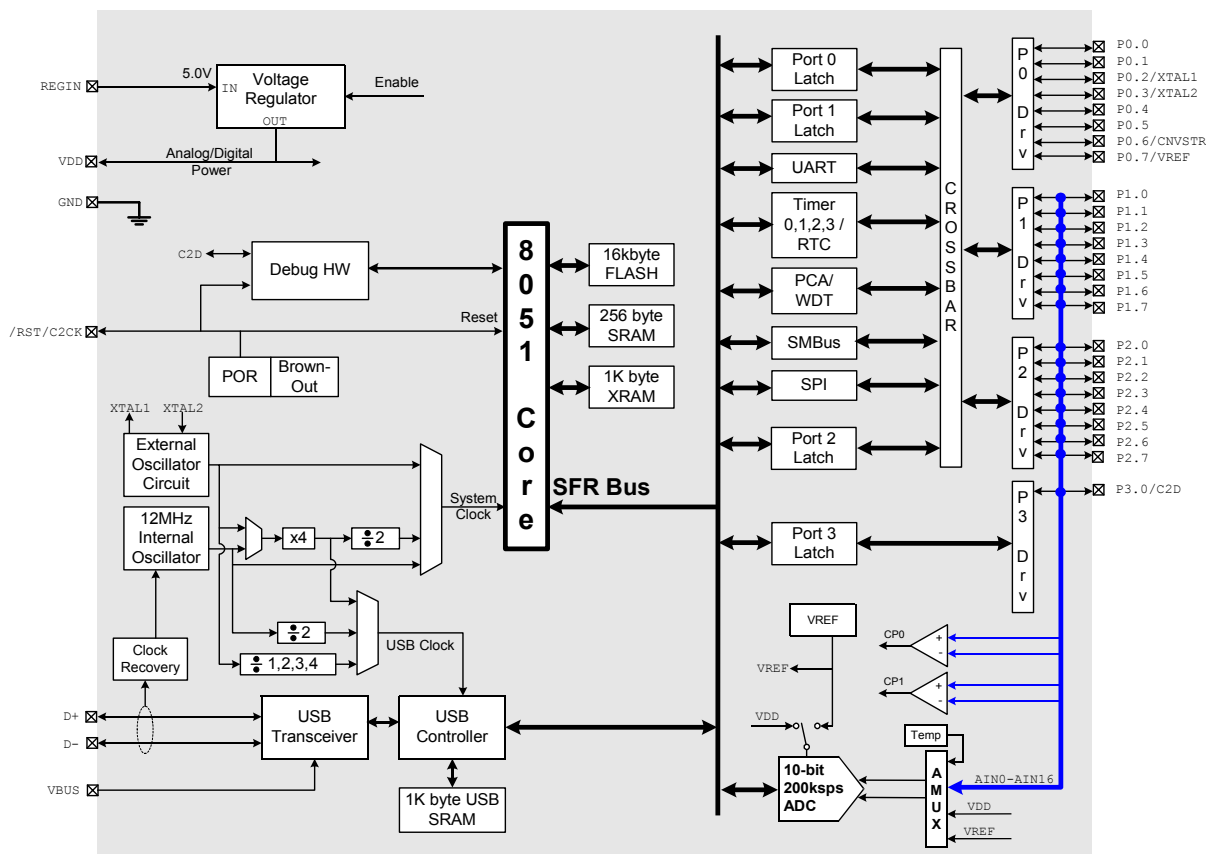 REGIN
5.0V
IN
Voltage
Regulator
OUT
Enable
VDD
Analog/Digital
Power
GND
C2D
Debug HW
/RST/C2CK
Reset
POR
Brown-
Out
XTAL1
XTAL2
External
Oscillator
Circuit
12MHz
Internal
Oscillator
x4
÷2
System
Clock
÷2
÷1,2,3,4
USB Clock
Clock
Recovery
D+
D-
VBUS
USB
Transceiver
USB
Controller
1K byte USB
SRAM
8
0
5
1
C
o
r
e
16kbyte
FLASH
256 byte
SRAM
1K byte
XRAM
SFR Bus
Port 0
Latch
Port 1
Latch
UART
Timer
0,1,2,3 /
RTC
PCA/
WDT
SMBus
SPI
Port 2
Latch
Port 3
Latch
C
R
O
S
S
B
A
R
P
0
D
r
v
P0.0
P0.1
P0.2/XTAL1
P0.3/XTAL2
P0.4
P0.5
P0.6/CNVSTR
P0.7/VREF
P
1
D
r
v
P1.0
P1.1
P1.2
P1.3
P1.4
P1.5
P1.6
P1.7
P
2
D
r
v
P2.0
P2.1
P2.2
P2.3
P2.4
P2.5
P2.6
P2.7
P
3
D
r
v
P3.0/C2D
VREF
VREF
VDD
CP0
+
-
CP1
+
-
Temp
10-bit
200ksps
ADC
A
M
U
X
AIN0-AIN16
VDD
VREF